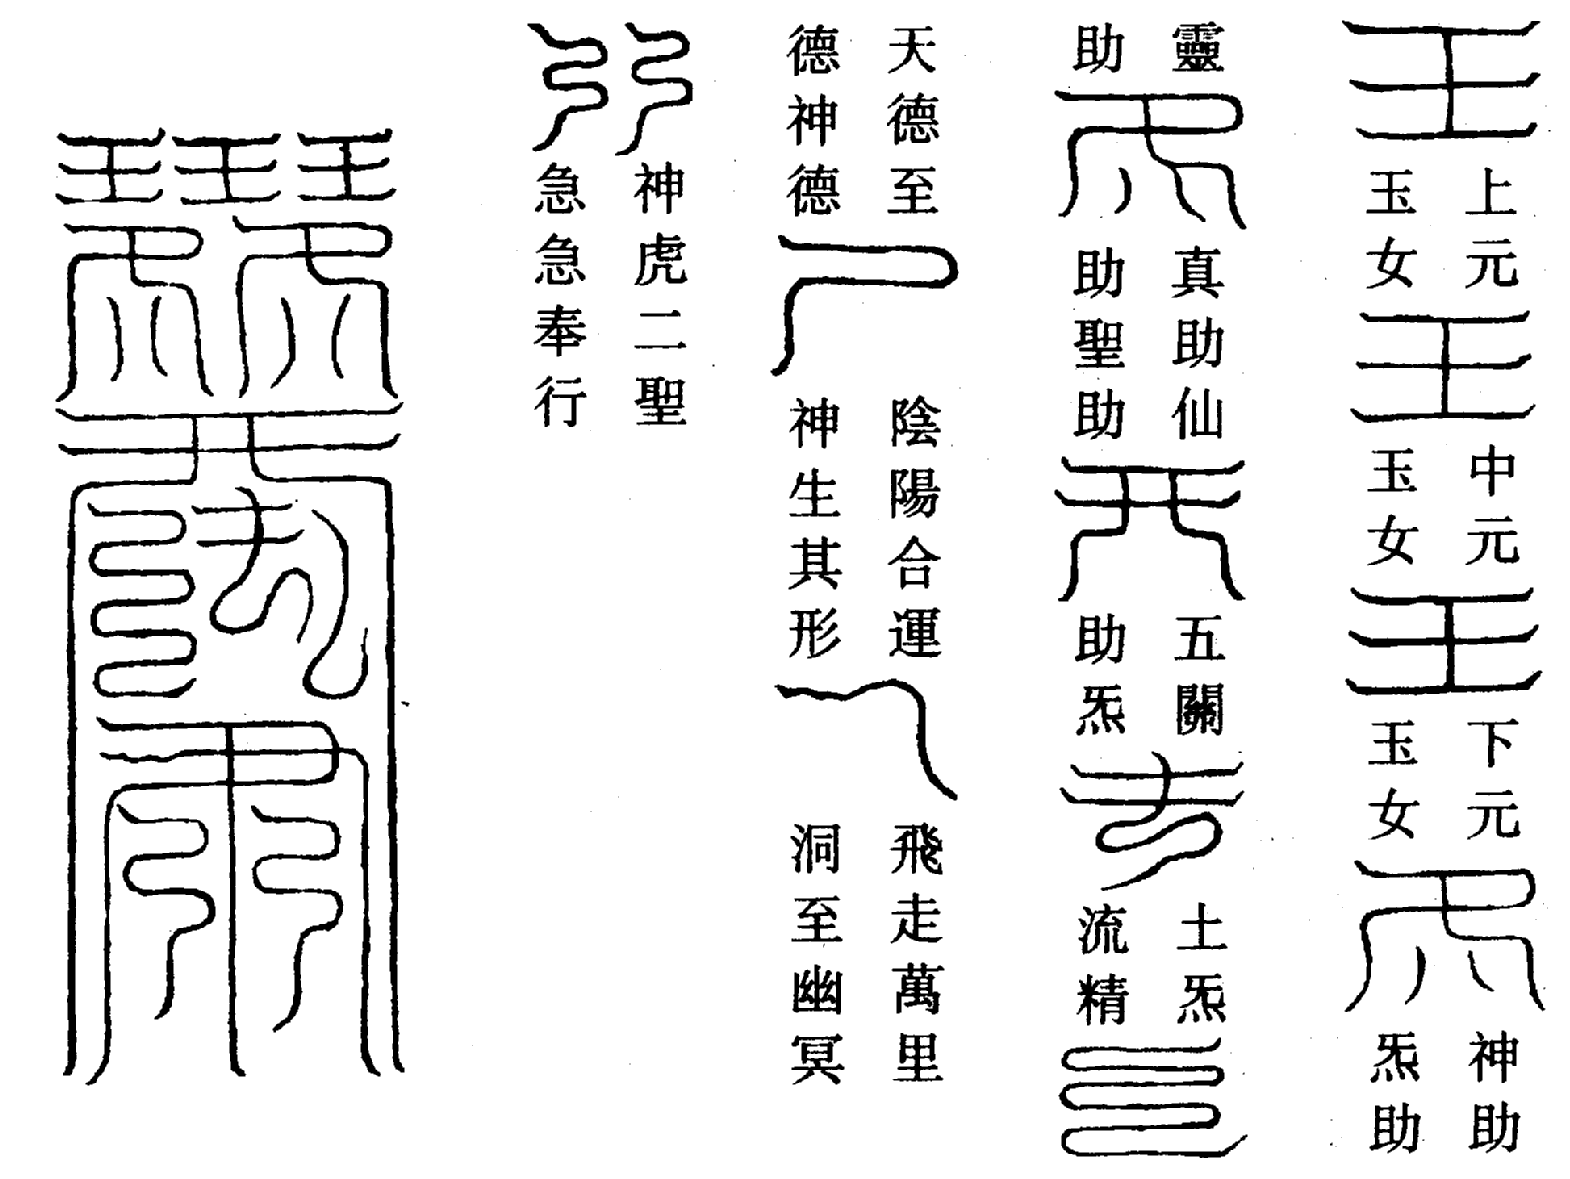 上元
玉女
中元
玉女
下元
玉女
神助
炁助
靈
助
真助仙
助聖助
五關
助炁
土炁
流精
天德至
德神德
陰陽合運
神生其形
飛走萬里
洞至幽冥
神虎二聖
急急奉行